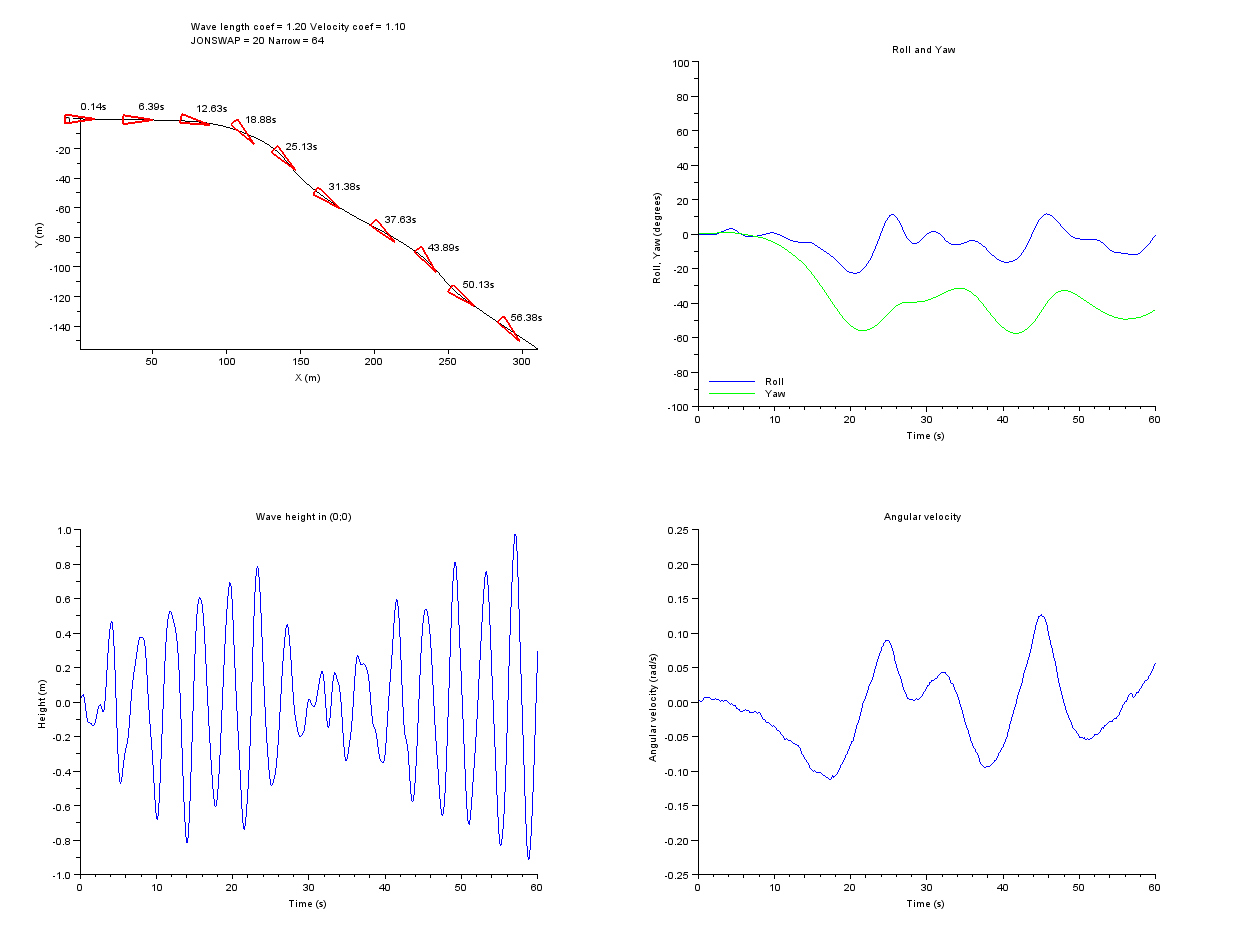 Wave length coef = 1.20 Velocity coef = 1.10
JONSWAP = 20 Narrow = 64
0.14s
6.39s
12.63s
18.88s
25.13s
31.38s
37.63s
43.89s
50.13s
56.38s
-20
-40
-60
-80
-100
-120
-140
Y (m)
50 100 150 200 250 300
X (m)
Roll and Yaw
100
80
60
40
20
0
-20
-40
-60
-80
-100
Roll, Yaw (degrees)
Roll
Yaw
0 10 20 30 40 50 60
Time (s)
Wave height in (0;0)
1.0
0.8
0.6
0.4
0.2
0.0
-0.2
-0.4
-0.6
-0.8
-1.0
Height (m)
0 10 20 30 40 50 60
Time (s)
Angular velocity
0.25
0.20
0.15
0.10
0.05
0.00
-0.05
-0.10
-0.15
-0.20
-0.25
Angular velocity (rad/s)
0 10 20 30 40 50 60
Time (s)